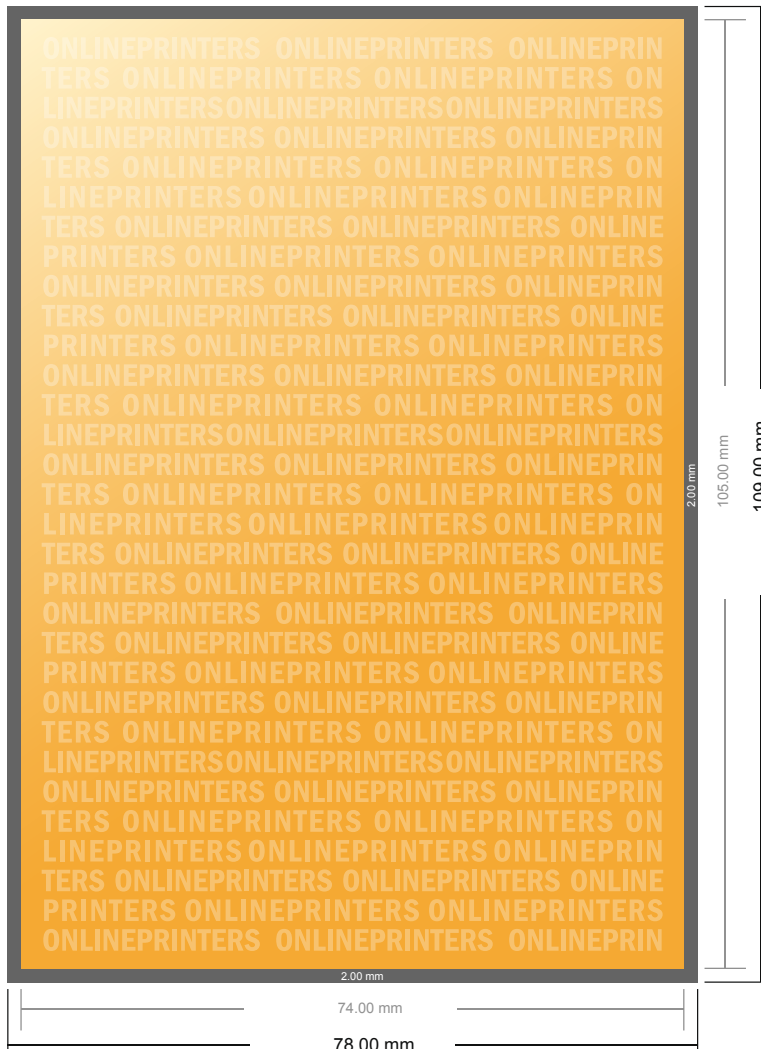 ONLINEPRINTERS ONLINEPRINTERS ONLINEPRIN
TERS ONLINEPRINTERS ONLINEPRINTERS ON
LINEPRINTERSONLINEPRINTERSONLINEPRINTERS
ONLINEPRINTERS ONLINEPRINTERS ONLINEPRIN
TERS ONLINEPRINTERS ONLINEPRINTERS ON
LINEPRINTERS ONLINEPRINTERS ONLINEPRIN
TERS ONLINEPRINTERS ONLINEPRINTERS ONLINE
PRINTERS ONLINEPRINTERS ONLINEPRINTERS
ONLINEPRINTERS ONLINEPRINTERS ONLINEPRIN
TERS ONLINEPRINTERS ONLINEPRINTERS ONLINE
PRINTERS ONLINEPRINTERS ONLINEPRINTERS
ONLINEPRINTERS ONLINEPRINTERS ONLINEPRIN
TERS ONLINEPRINTERS ONLINEPRINTERS ON
LINEPRINTERSONLINEPRINTERSONLINEPRINTERS
ONLINEPRINTERS ONLINEPRINTERS ONLINEPRIN
TERS ONLINEPRINTERS ONLINEPRINTERS ON
LINEPRINTERS ONLINEPRINTERS ONLINEPRIN
TERS ONLINEPRINTERS ONLINEPRINTERS ONLINE
PRINTERS ONLINEPRINTERS ONLINEPRINTERS
ONLINEPRINTERS ONLINEPRINTERS ONLINEPRIN
TERS ONLINEPRINTERS ONLINEPRINTERS ONLINE
PRINTERS ONLINEPRINTERS ONLINEPRINTERS
ONLINEPRINTERS ONLINEPRINTERS ONLINEPRIN
TERS ONLINEPRINTERS ONLINEPRINTERS ON
LINEPRINTERSONLINEPRINTERSONLINEPRINTERS
ONLINEPRINTERS ONLINEPRINTERS ONLINEPRIN
TERS ONLINEPRINTERS ONLINEPRINTERS ON
LINEPRINTERS ONLINEPRINTERS ONLINEPRIN
TERS ONLINEPRINTERS ONLINEPRINTERS ONLINE
PRINTERS ONLINEPRINTERS ONLINEPRINTERS
ONLINEPRINTERS ONLINEPRINTERS ONLINEPRIN
2.00 mm
105.00 mm
109.00 mm
2.00 mm
74.00 mm
78.00 mm